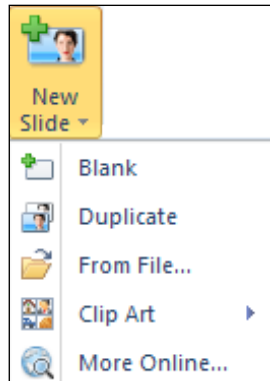 New
Slide
Blank
Duplicate
From File...
Clip Art
More Online...